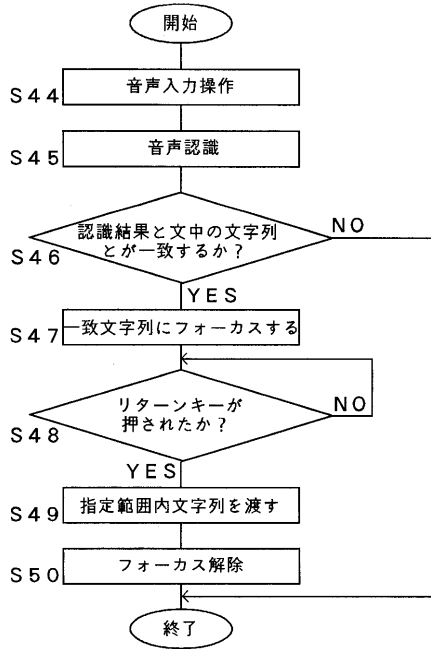 開始
S44
音声入力操作
S45
音声認識
S46
認識結果と文中の文字列
とが一致するか？
NO
YES
S47
一致文字列にフォーカスする
S48
リターンキーが
押されたか？
NO
YES
S49
指定範囲内文字列を渡す
S50
フォーカス解除
終了